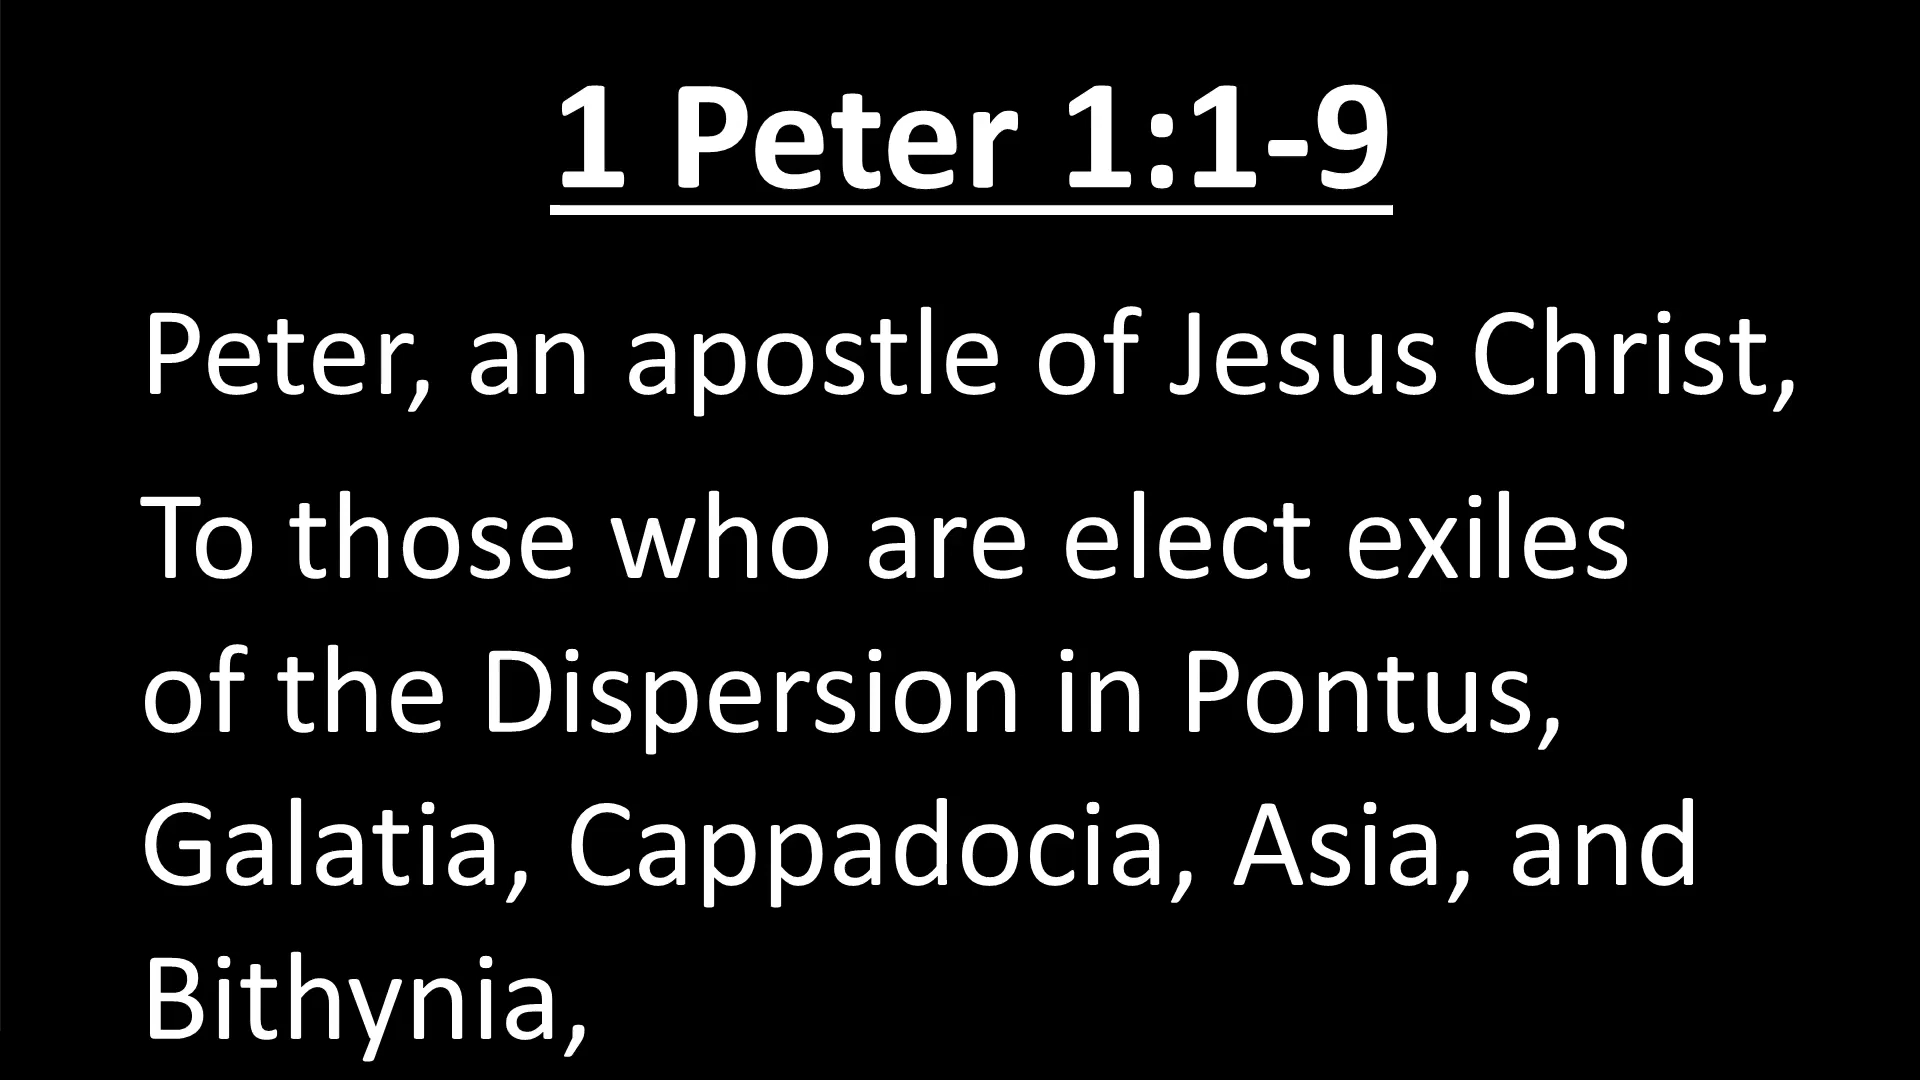 1 Peter 1:1-9
Peter, an apostle of Jesus Christ,
To those who are elect exiles
of the Dispersion in Pontus,
Galatia, Cappadocia, Asia, and
Bithynia,